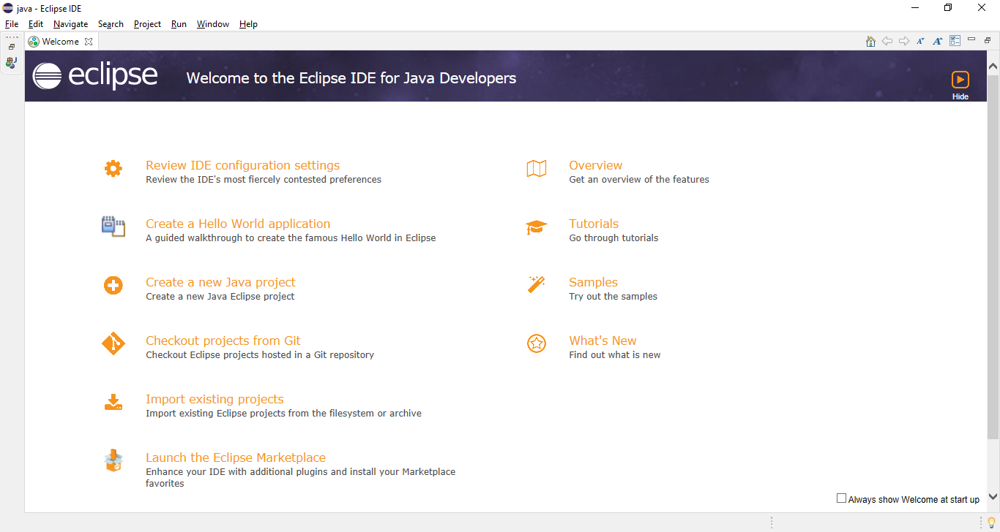 java - Eclipse IDE
File Edit Navigate Search Project Run Window Help
Welcome
eclipse
Welcome to the Eclipse IDE for Java Developers
Hide
Review IDE configuration settings
Review the IDE's most fiercely contested preferences
Create a Hello World application
A guided walkthrough to create the famous Hello World in Eclipse
Create a new Java project
Create a new Java Eclipse project
Checkout projects from Git
Checkout Eclipse projects hosted in a Git repository
Import existing projects
Import existing Eclipse projects from the filesystem or archive
Launch the Eclipse Marketplace
Enhance your IDE with additional plugins and install your Marketplace
favorites
Overview
Get an overview of the features
Tutorials
Go through tutorials
Samples
Try out the samples
What's New
Find out what is new
Always show Welcome at start up